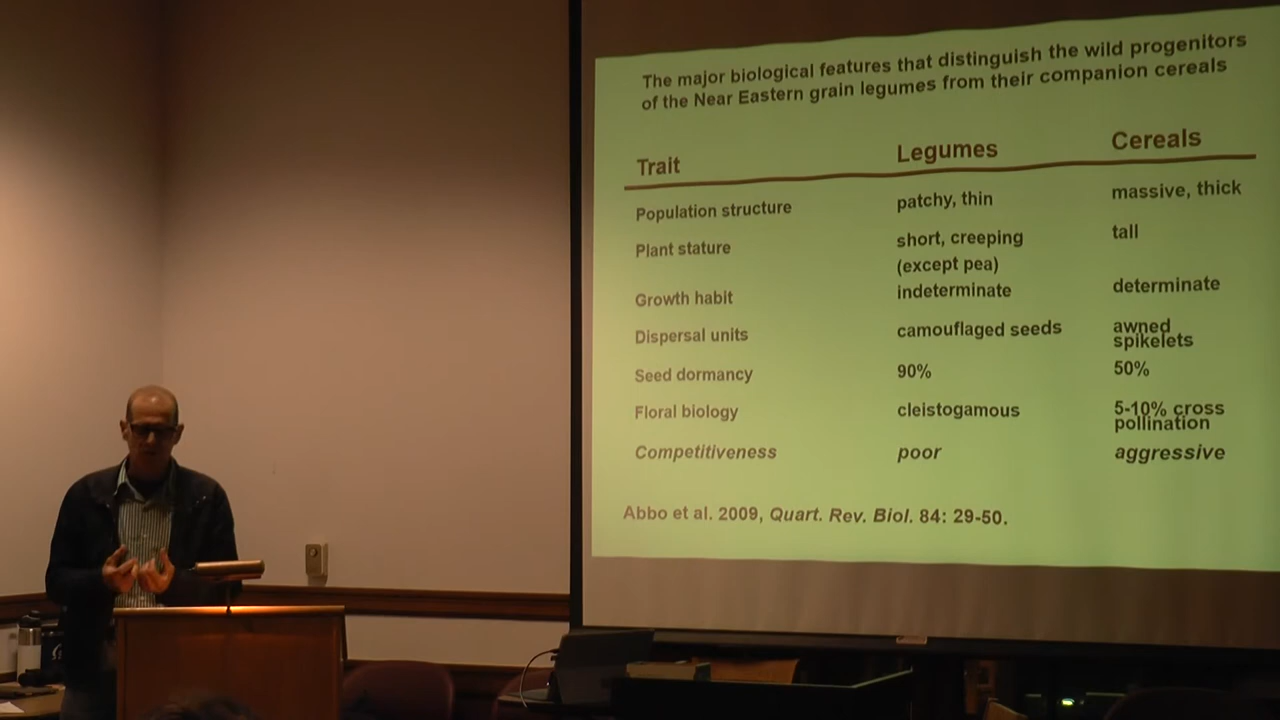 The major biological features that distinguish the wild progenitors
of the Near Eastern grain legumes from their companion cereals
Trait Legumes Cereals
Population structure patchy, thin massive, thick
Plant stature short, creeping tall
(except pea)
Growth habit indeterminate determinate
Dispersal units camouflaged seeds awned
spikelets
Seed dormancy 90% 50%
Floral biology cleistogamous 5-10% cross
pollination
Competitiveness poor aggressive
Abbo et al. 2009, Quart. Rev. Biol. 84: 29-50.